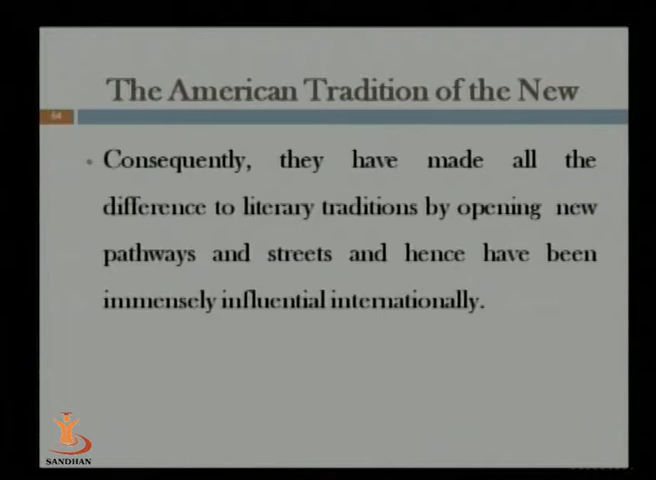 The American Tradition of the New
54
• Consequently, they have made all the
difference to literary traditions by opening new
pathways and streets and hence have been
immensely influential internationally.
SANDHAN